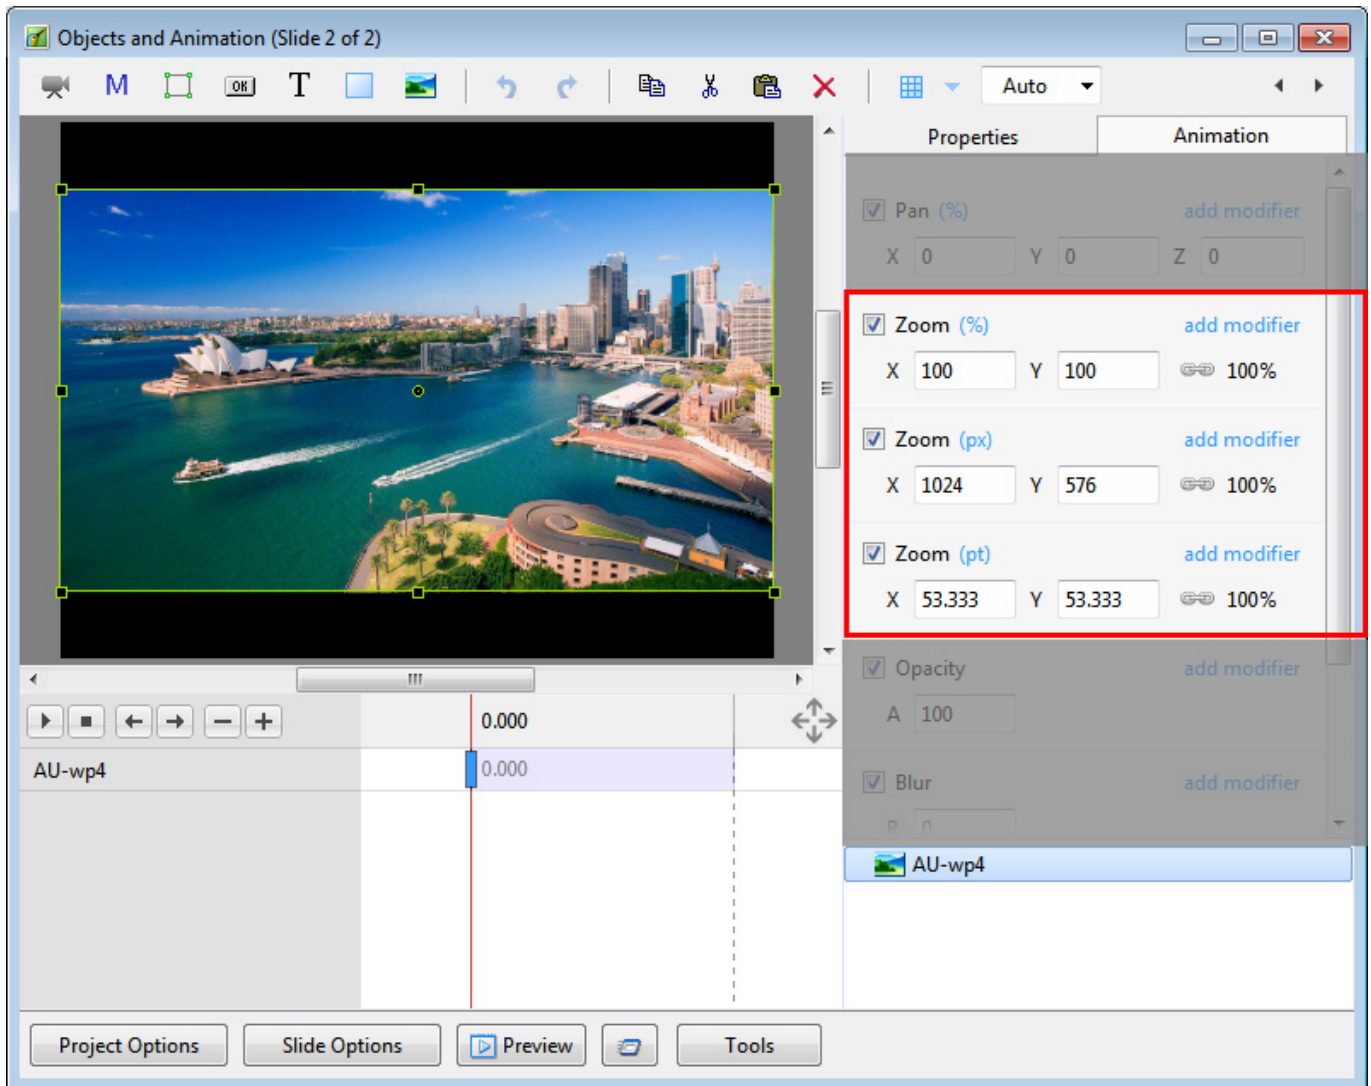 Objects and Animation (Slide 2 of 2)
M OK T Auto
Properties Animation
Pan (%) add modifier
X 0 Y 0 Z 0
Zoom (%) add modifier
X 100 Y 100 100%
Zoom (px) add modifier
X 1024 Y 576 100%
Zoom (pt) add modifier
X 53.333 Y 53.333 100%
Opacity add modifier
A 100
Blur add modifier
R 0
0.000
AU-wp4 0.000
AU-wp4
Project Options Slide Options Preview Tools